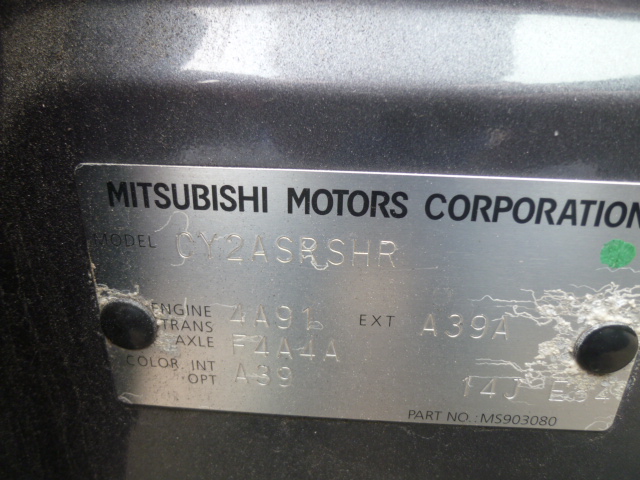 MITSUBISHI MOTORS CORPORATION
MODEL CY2ASRSHR
ENGINE 4A91 EXT A39A
TRANS
AXLE F4A4A
COLOR INT A39
OPT
14J
PART NO.:MS903080